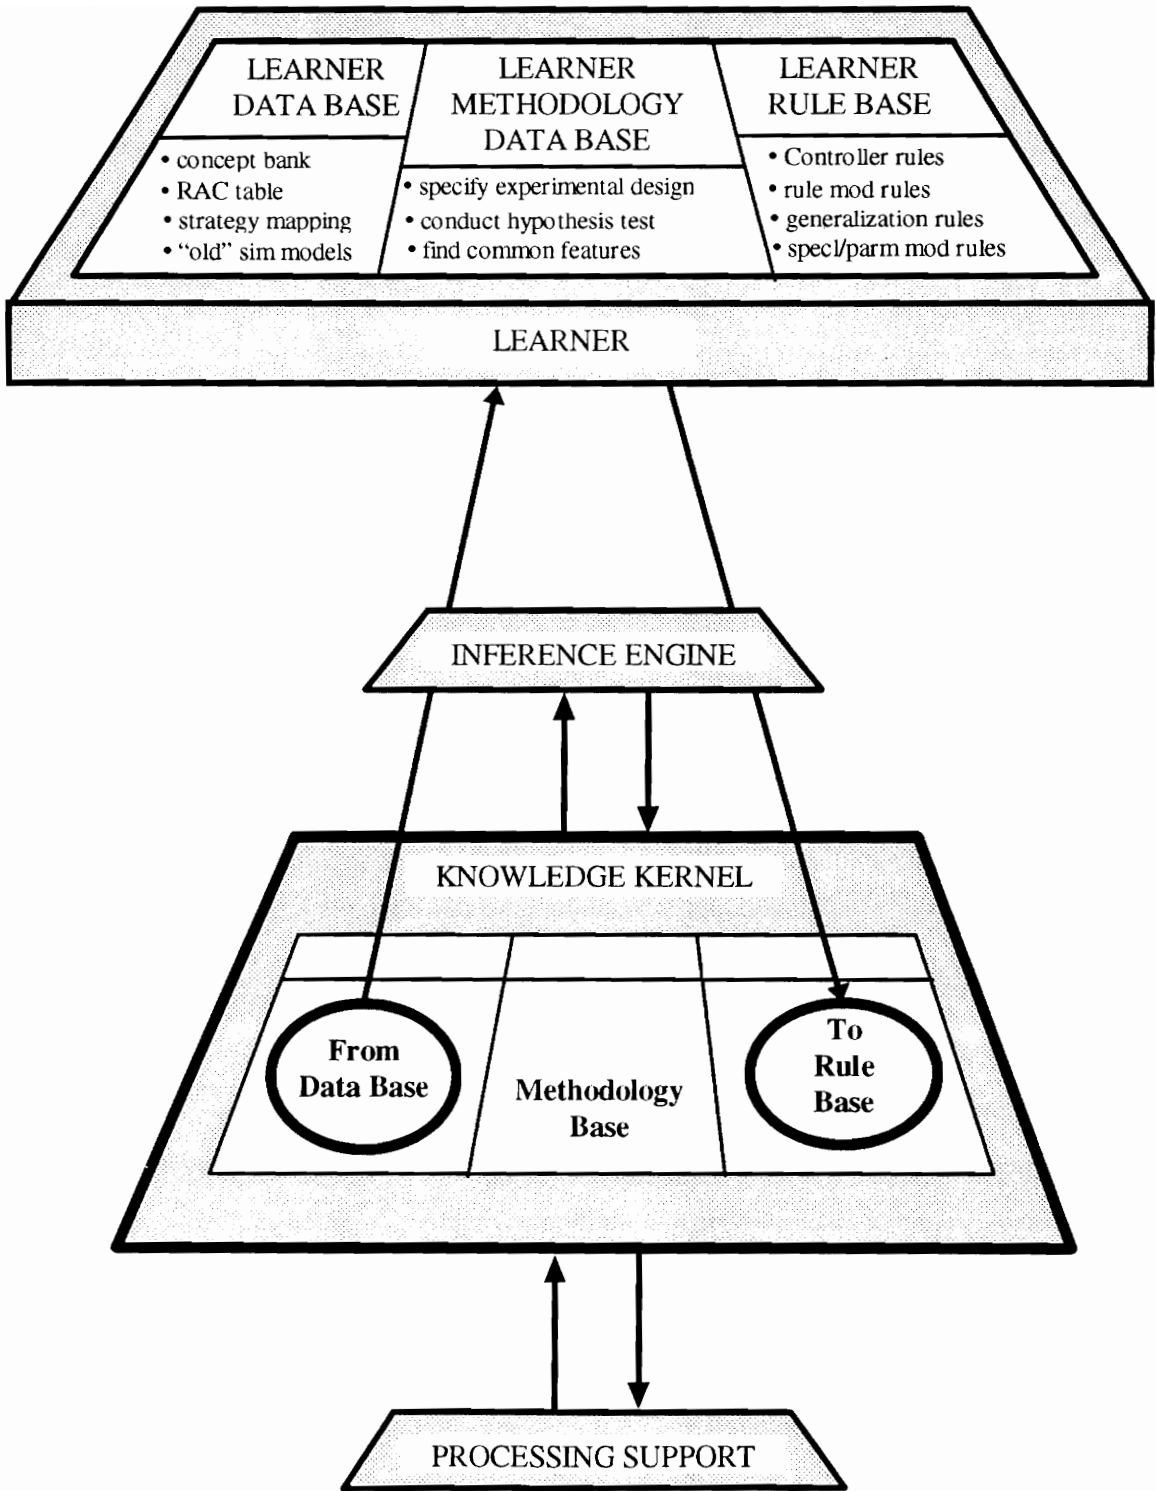 LEARNER
DATA BASE
• concept bank
• RAC table
• strategy mapping
• “old” sim models
LEARNER
METHODOLOGY
DATA BASE
• specify experimental design
• conduct hypothesis test
• find common features
LEARNER
RULE BASE
• Controller rules
• rule mod rules
• generalization rules
• specl/parm mod rules
LEARNER
INFERENCE ENGINE
KNOWLEDGE KERNEL
From
Data Base
Methodology
Base
To
Rule
Base
PROCESSING SUPPORT